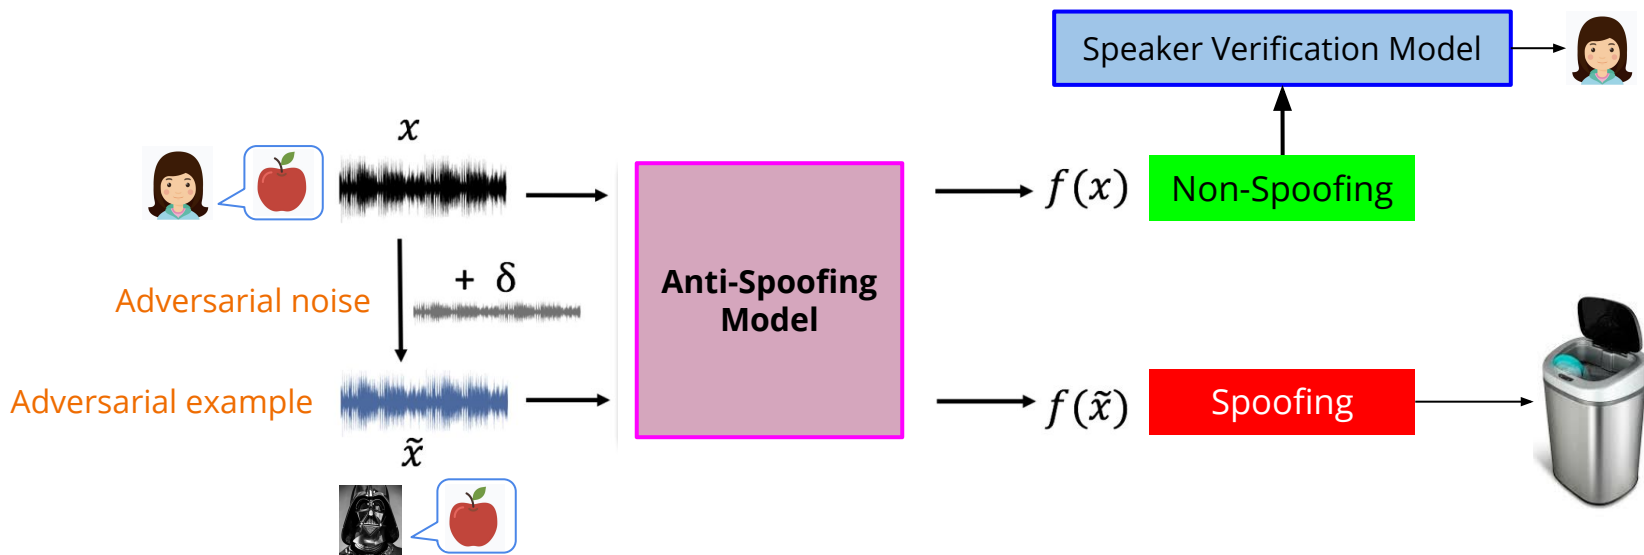 Speaker Verification Model
x
f(x)
Non-Spoofing
Adversarial noise
+ δ
Anti-Spoofing
Model
Adversarial example
x̃
f(x̃)
Spoofing